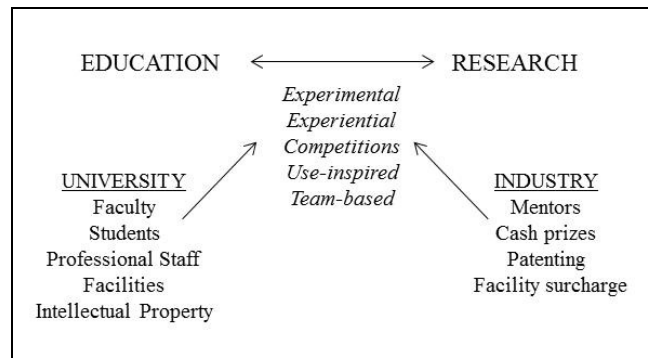 EDUCATION RESEARCH
Experimental
Experiential
Competitions
Use-inspired
Team-based
UNIVERSITY
Faculty
Students
Professional Staff
Facilities
Intellectual Property
INDUSTRY
Mentors
Cash prizes
Patenting
Facility surcharge